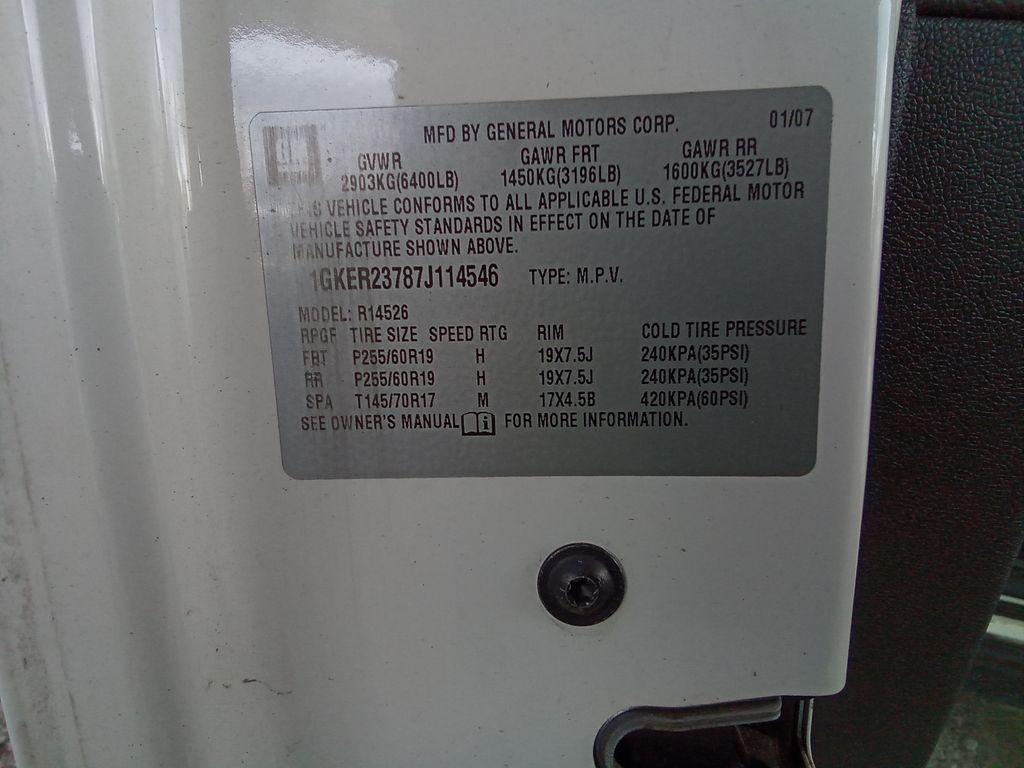 GM
MFD BY GENERAL MOTORS CORP. 01/07
GVWR GAWR FRT GAWR RR
2903KG(6400LB) 1450KG(3196LB) 1600KG(3527LB)
THIS VEHICLE CONFORMS TO ALL APPLICABLE U.S. FEDERAL MOTOR
VEHICLE SAFETY STANDARDS IN EFFECT ON THE DATE OF
MANUFACTURE SHOWN ABOVE.
1GKER23787J114546 TYPE: M.P.V.
MODEL: R14526
RPGF TIRE SIZE SPEED RTG RIM COLD TIRE PRESSURE
FRT P255/60R19 H 19X7.5J 240KPA(35PSI)
RR P255/60R19 H 19X7.5J 240KPA(35PSI)
SPA T145/70R17 M 17X4.5B 420KPA(60PSI)
SEE OWNER'S MANUAL i FOR MORE INFORMATION.